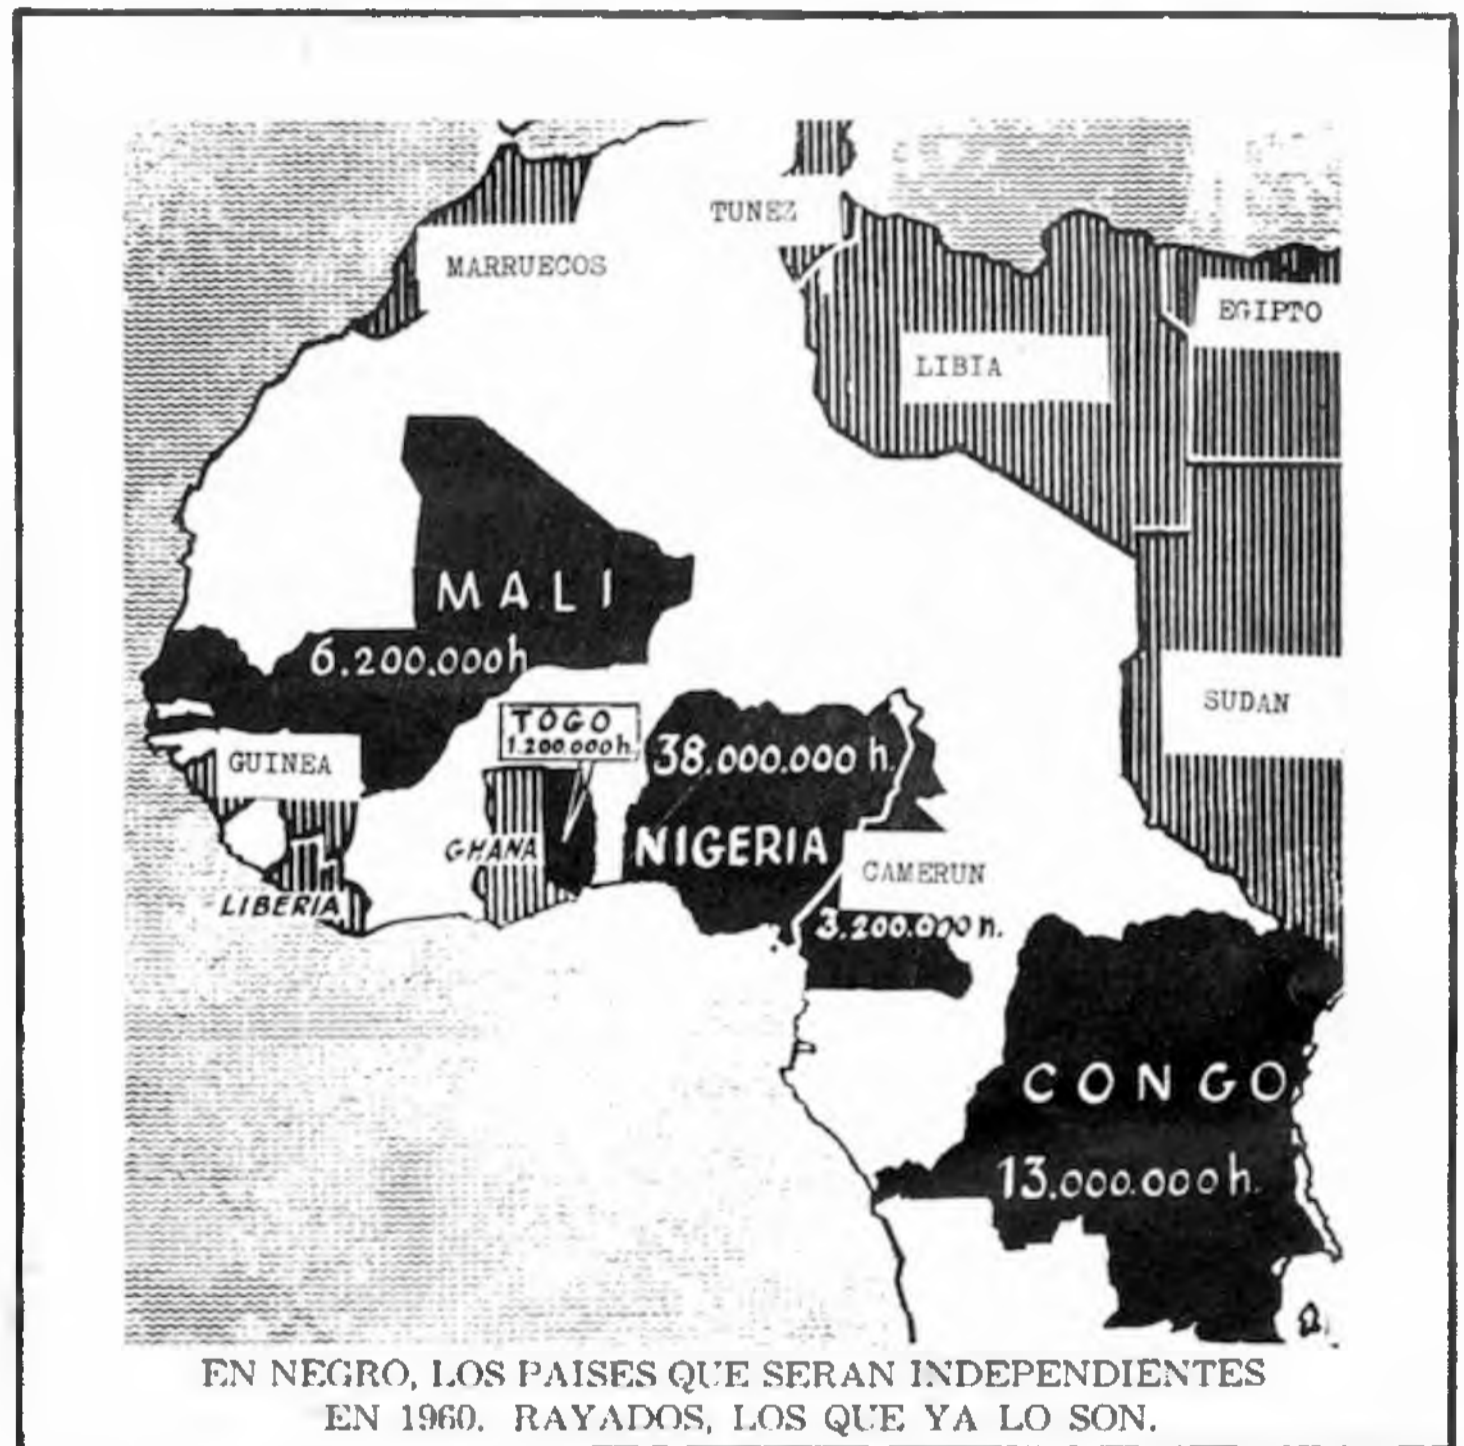 TUNEZ
MARRUECOS
EGIPTO
LIBIA
MALI
6.200.000h
SUDAN
TOGO
1.200.000h.
GUINEA
38.000.000 h.
NIGERIA
GHANA
CAMERUN
LIBERIA
3.200.000 h.
CONGO
13.000.000 h.
EN NEGRO, LOS PAISES QUE SERAN INDEPENDIENTES
EN 1960. RAYADOS, LOS QUE YA LO SON.